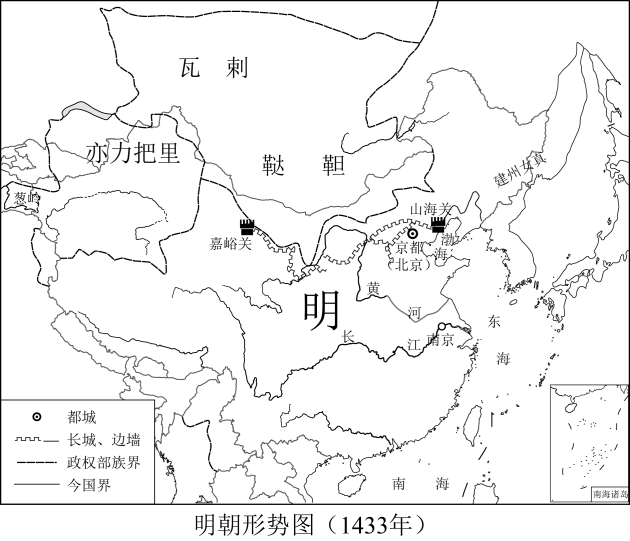 瓦剌
亦力把里
鞑靼
葱岭
建州女真
山海关
嘉峪关
京都
（北京）
渤海
明
黄河
长江
南京
东海
南海
南海诸岛
都城
长城、边墙
政权部族界
今国界
明朝形势图（1433年）